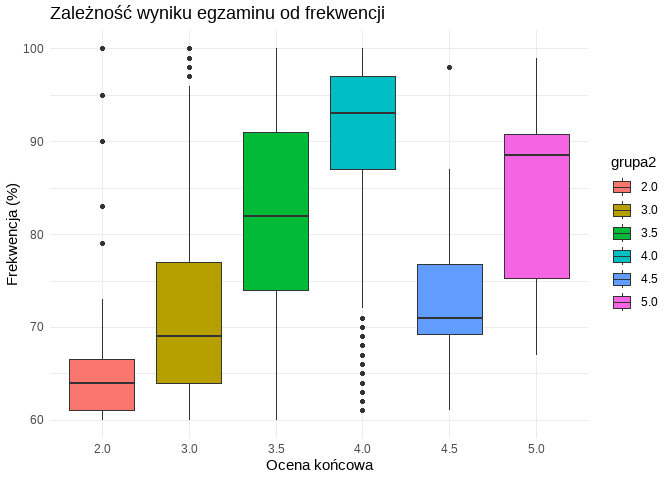 Zależność wyniku egzaminu od frekwencji
Frekwencja (%)
100
90
80
70
60
2.0 3.0 3.5 4.0 4.5 5.0
Ocena końcowa
grupa2
2.0
3.0
3.5
4.0
4.5
5.0